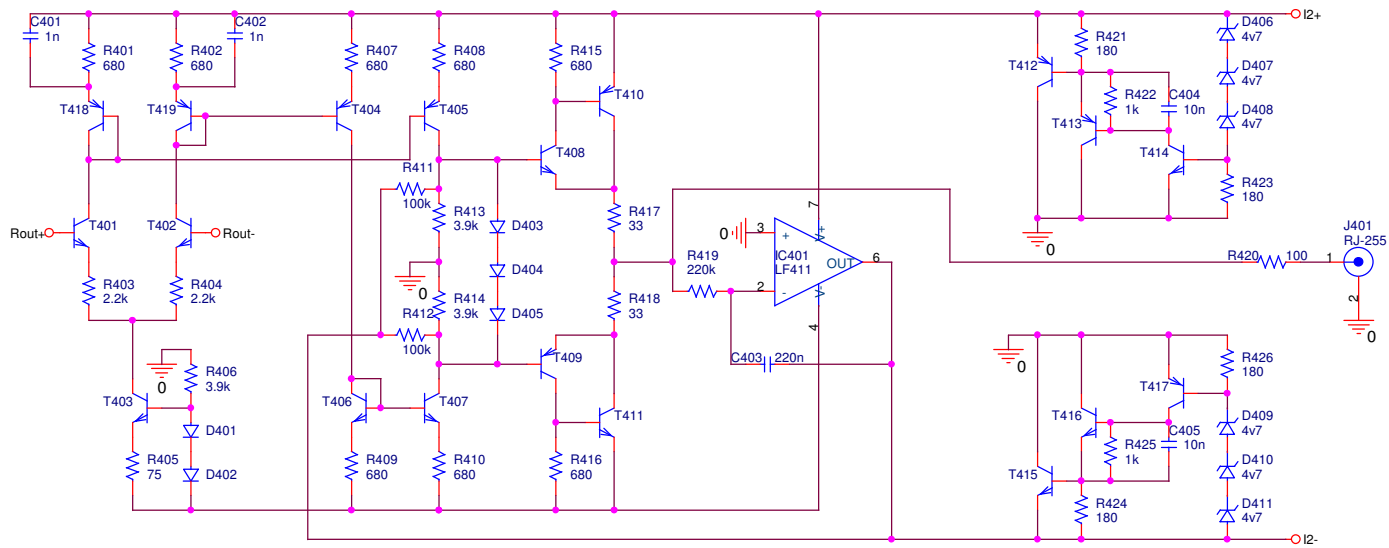 C401
1n
R401
680
R402
680
C402
1n
R407
680
R408
680
R415
680
T418
T419
T404
T405
T410
T408
R411
100k
R413
3.9k
D403
R417
33
Rout+
T401
T402
Rout-
R403
2.2k
R404
2.2k
0
D404
R414
3.9k
R412
100k
D405
R418
33
R419
220k
0
3
+
IC401
LF411
OUT
2
-
7
V+
V-
4
6
C403
220n
0
R406
3.9k
T403
D401
R405
75
D402
T406
T407
T409
T411
R409
680
R410
680
R416
680
I2+
R421
180
T412
R422
1k
C404
10n
T413
T414
D406
4v7
D407
4v7
D408
4v7
R423
180
0
R420
100
1
J401
RJ-255
2
0
0
R426
180
T417
T416
R425
1k
C405
10n
D409
4v7
D410
4v7
D411
4v7
T415
R424
180
I2-